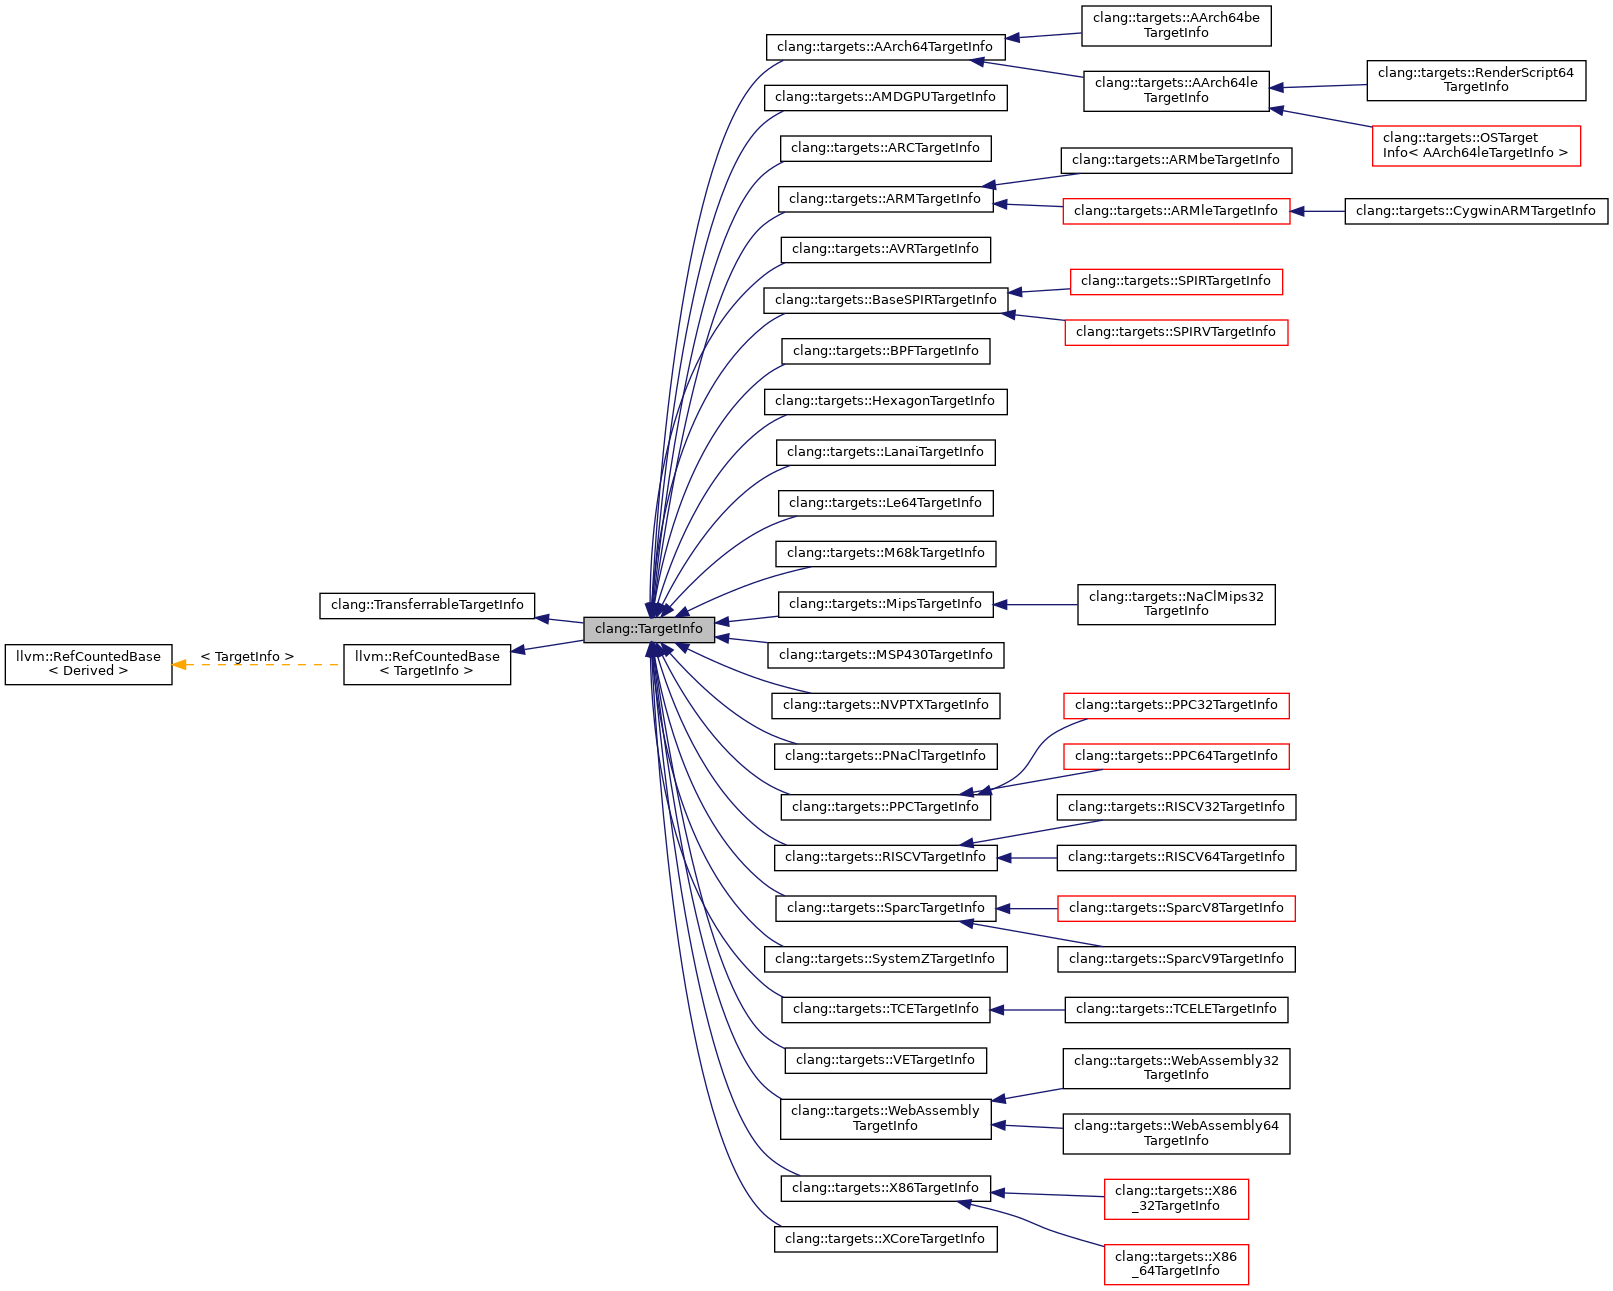 llvm::RefCountedBase
< Derived >
< TargetInfo >
clang::TransferrableTargetInfo
llvm::RefCountedBase
< TargetInfo >
clang::TargetInfo
clang::targets::AArch64TargetInfo
clang::targets::AMDGPUTargetInfo
clang::targets::ARCTargetInfo
clang::targets::ARMTargetInfo
clang::targets::AVRTargetInfo
clang::targets::BaseSPIRTargetInfo
clang::targets::BPFTargetInfo
clang::targets::HexagonTargetInfo
clang::targets::LanaiTargetInfo
clang::targets::Le64TargetInfo
clang::targets::M68kTargetInfo
clang::targets::MipsTargetInfo
clang::targets::MSP430TargetInfo
clang::targets::NVPTXTargetInfo
clang::targets::PNaClTargetInfo
clang::targets::PPCTargetInfo
clang::targets::RISCVTargetInfo
clang::targets::SparcTargetInfo
clang::targets::SystemZTargetInfo
clang::targets::TCETargetInfo
clang::targets::VETargetInfo
clang::targets::WebAssembly
TargetInfo
clang::targets::X86TargetInfo
clang::targets::XCoreTargetInfo
clang::targets::AArch64be
TargetInfo
clang::targets::AArch64le
TargetInfo
clang::targets::ARMbeTargetInfo
clang::targets::ARMleTargetInfo
clang::targets::SPIRTargetInfo
clang::targets::SPIRVTargetInfo
clang::targets::NaClMips32
TargetInfo
clang::targets::PPC32TargetInfo
clang::targets::PPC64TargetInfo
clang::targets::RISCV32TargetInfo
clang::targets::RISCV64TargetInfo
clang::targets::SparcV8TargetInfo
clang::targets::SparcV9TargetInfo
clang::targets::TCELETargetInfo
clang::targets::WebAssembly32
TargetInfo
clang::targets::WebAssembly64
TargetInfo
clang::targets::X86
_32TargetInfo
clang::targets::X86
_64TargetInfo
clang::targets::RenderScript64
TargetInfo
clang::targets::OSTarget
Info< AArch64leTargetInfo >
clang::targets::CygwinARMTargetInfo